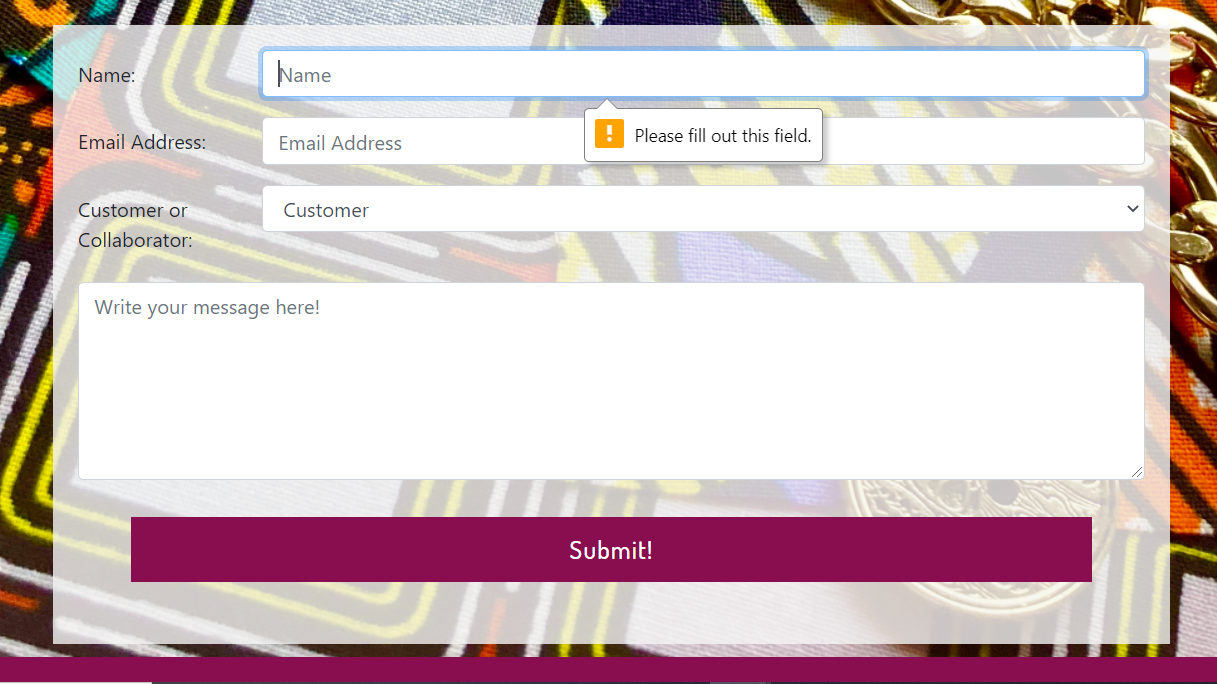 Name:
Name
Please fill out this field.
Email Address:
Email Address
Customer or
Collaborator:
Customer
Write your message here!
Submit!